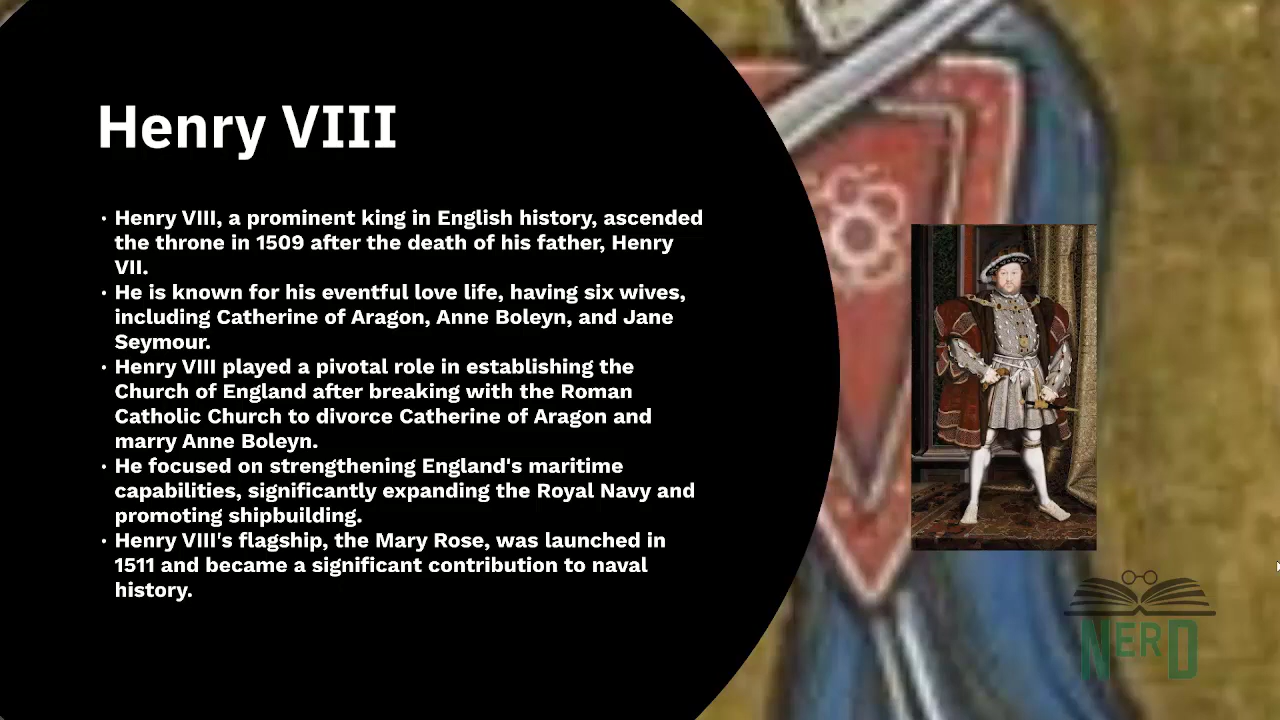 Henry VIII
• Henry VIII, a prominent king in English history, ascended
the throne in 1509 after the death of his father, Henry
VII.
• He is known for his eventful love life, having six wives,
including Catherine of Aragon, Anne Boleyn, and Jane
Seymour.
• Henry VIII played a pivotal role in establishing the
Church of England after breaking with the Roman
Catholic Church to divorce Catherine of Aragon and
marry Anne Boleyn.
• He focused on strengthening England's maritime
capabilities, significantly expanding the Royal Navy and
promoting shipbuilding.
• Henry VIII's flagship, the Mary Rose, was launched in
1511 and became a significant contribution to naval
history.
NERD